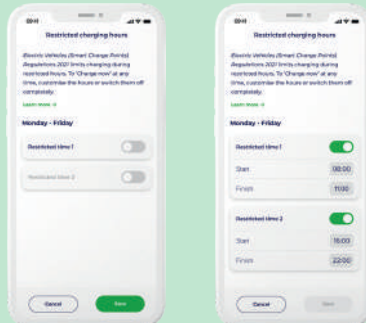 Restricted charging hours
Electric Vehicles (Smart Charge Points)
Regulations 2021 limits charging during
restricted hours. To 'Charge now' at any
time, customise the hours or switch them off
completely.
Learn more
Monday - Friday
Restricted time 1
Restricted time 2
Cancel
Save
Restricted charging hours
Electric Vehicles (Smart Charge Points)
Regulations 2021 limits charging during
restricted hours. To 'Charge now' at any
time, customise the hours or switch them off
completely.
Learn more
Monday - Friday
Restricted time 1
Start 08:00
Finish 11:00
Restricted time 2
Start 16:00
Finish 22:00
Cancel
Save